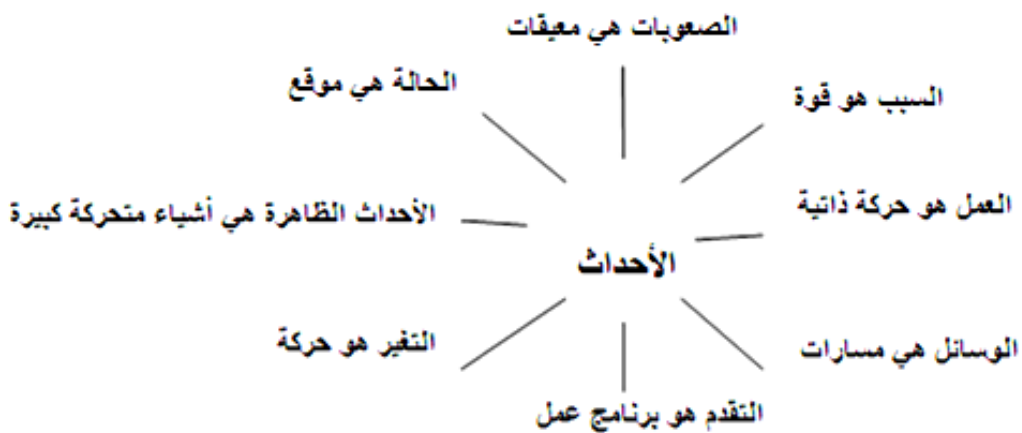 الصعوبات هي معيقات
السبب هو قوة
الحالة هي موقع
العمل هو حركة ذاتية
الأحداث الظاهرة هي أشياء متحركة كبيرة
الأحداث
الوسائل هي مسارات
التغير هو حركة
التقدم هو برنامج عمل